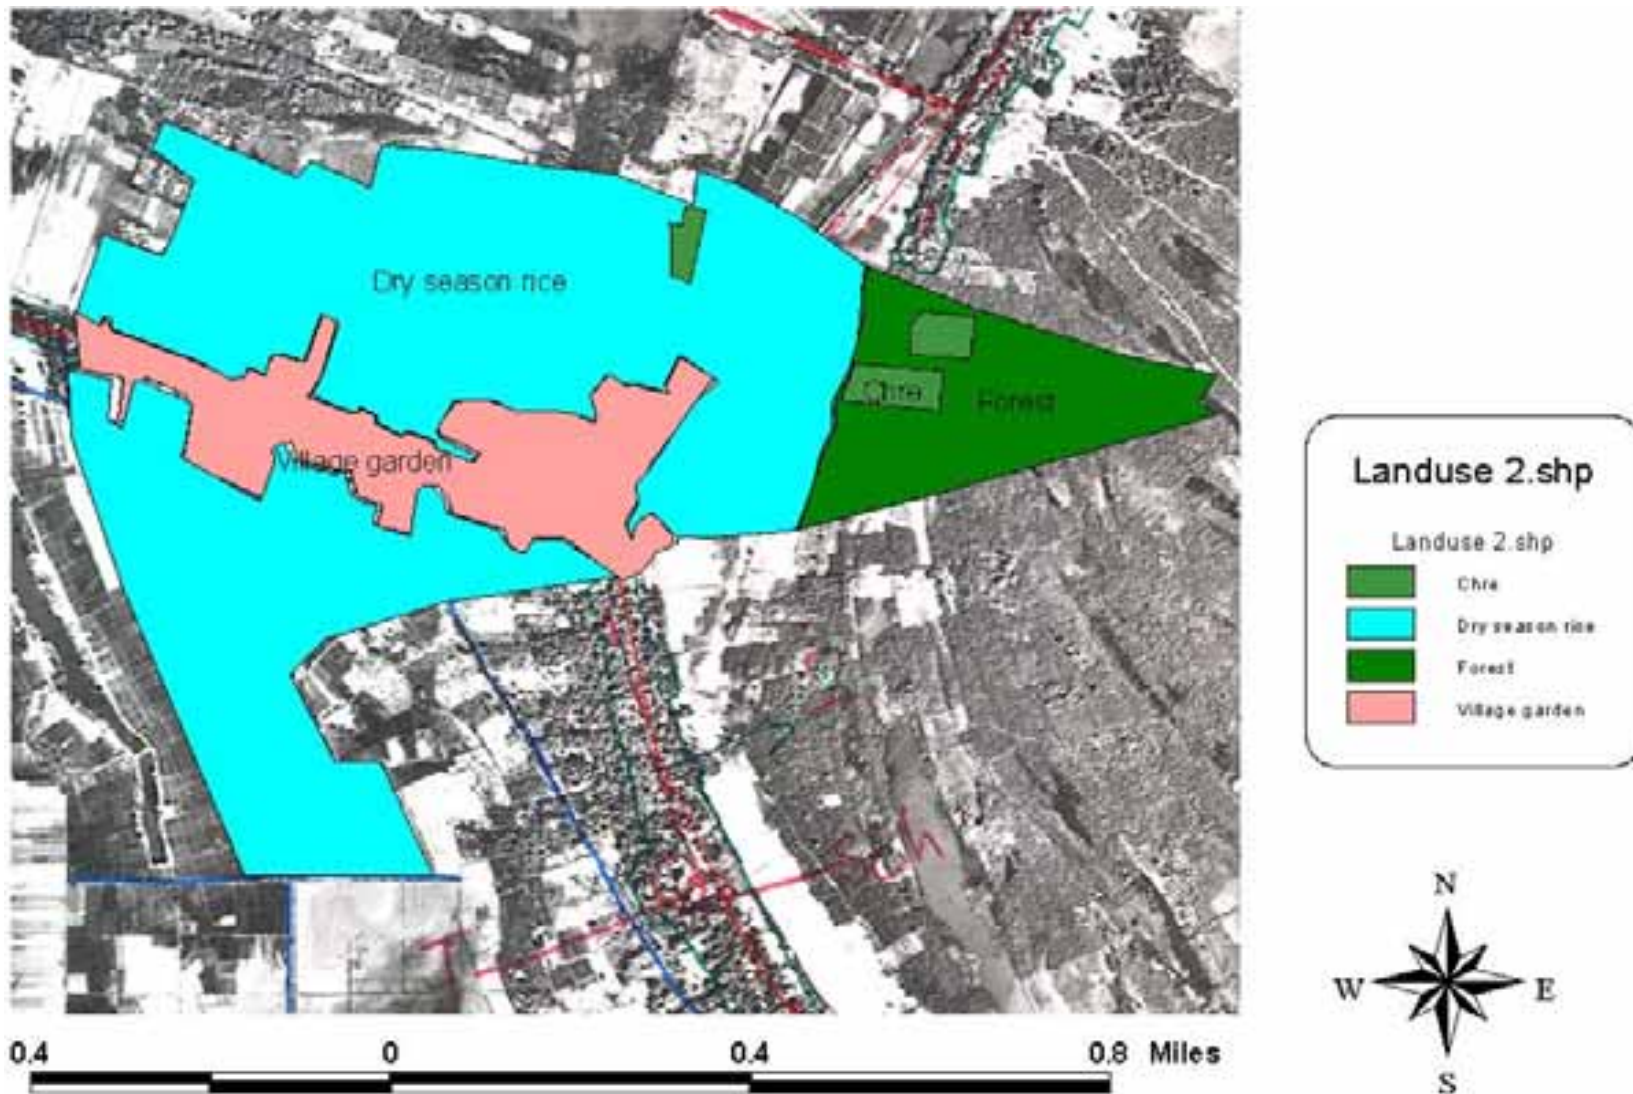 Dry season rice
Chre
Forest
Village garden
T
Sch
Landuse 2.shp
Landuse 2.shp
Chre
Dry season rice
Forest
Village garden
N
W E
S
0.4 0 0.4 0.8 Miles